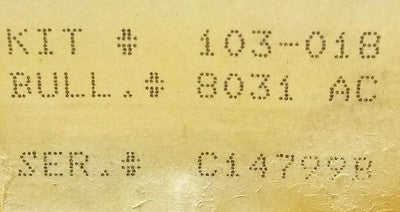 KIT # 103-018
BULL.# 8031 AC
SER.# C147998